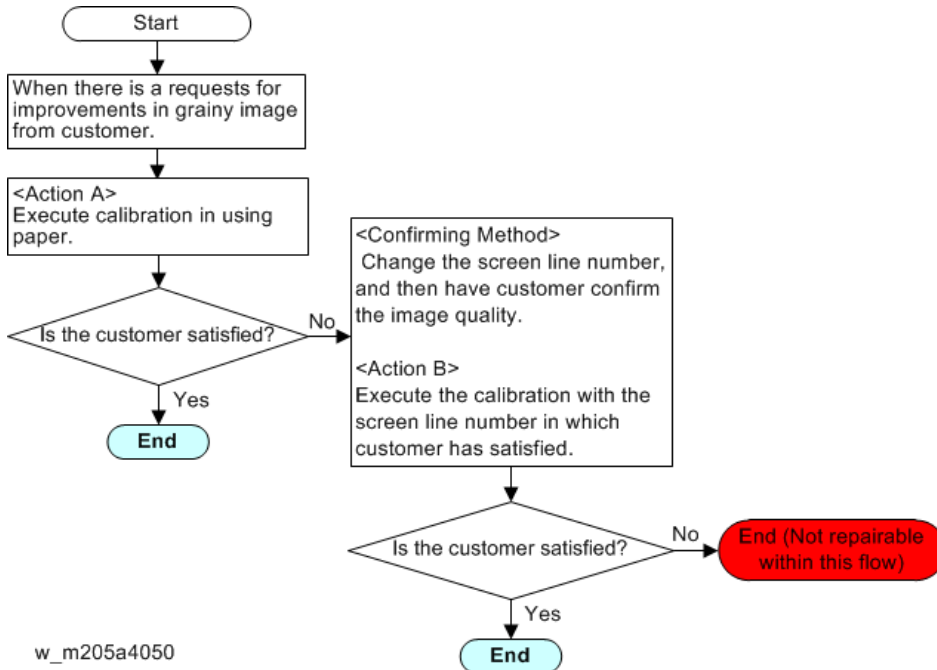 Start
When there is a requests for
improvements in grainy image
from customer.
<Action A>
Execute calibration in using
paper.
Is the customer satisfied?
No
Yes
End
<Confirming Method>
Change the screen line number,
and then have customer confirm
the image quality.
<Action B>
Execute the calibration with the
screen line number in which
customer has satisfied.
Is the customer satisfied?
No
End (Not repairable
within this flow)
Yes
End
w_m205a4050